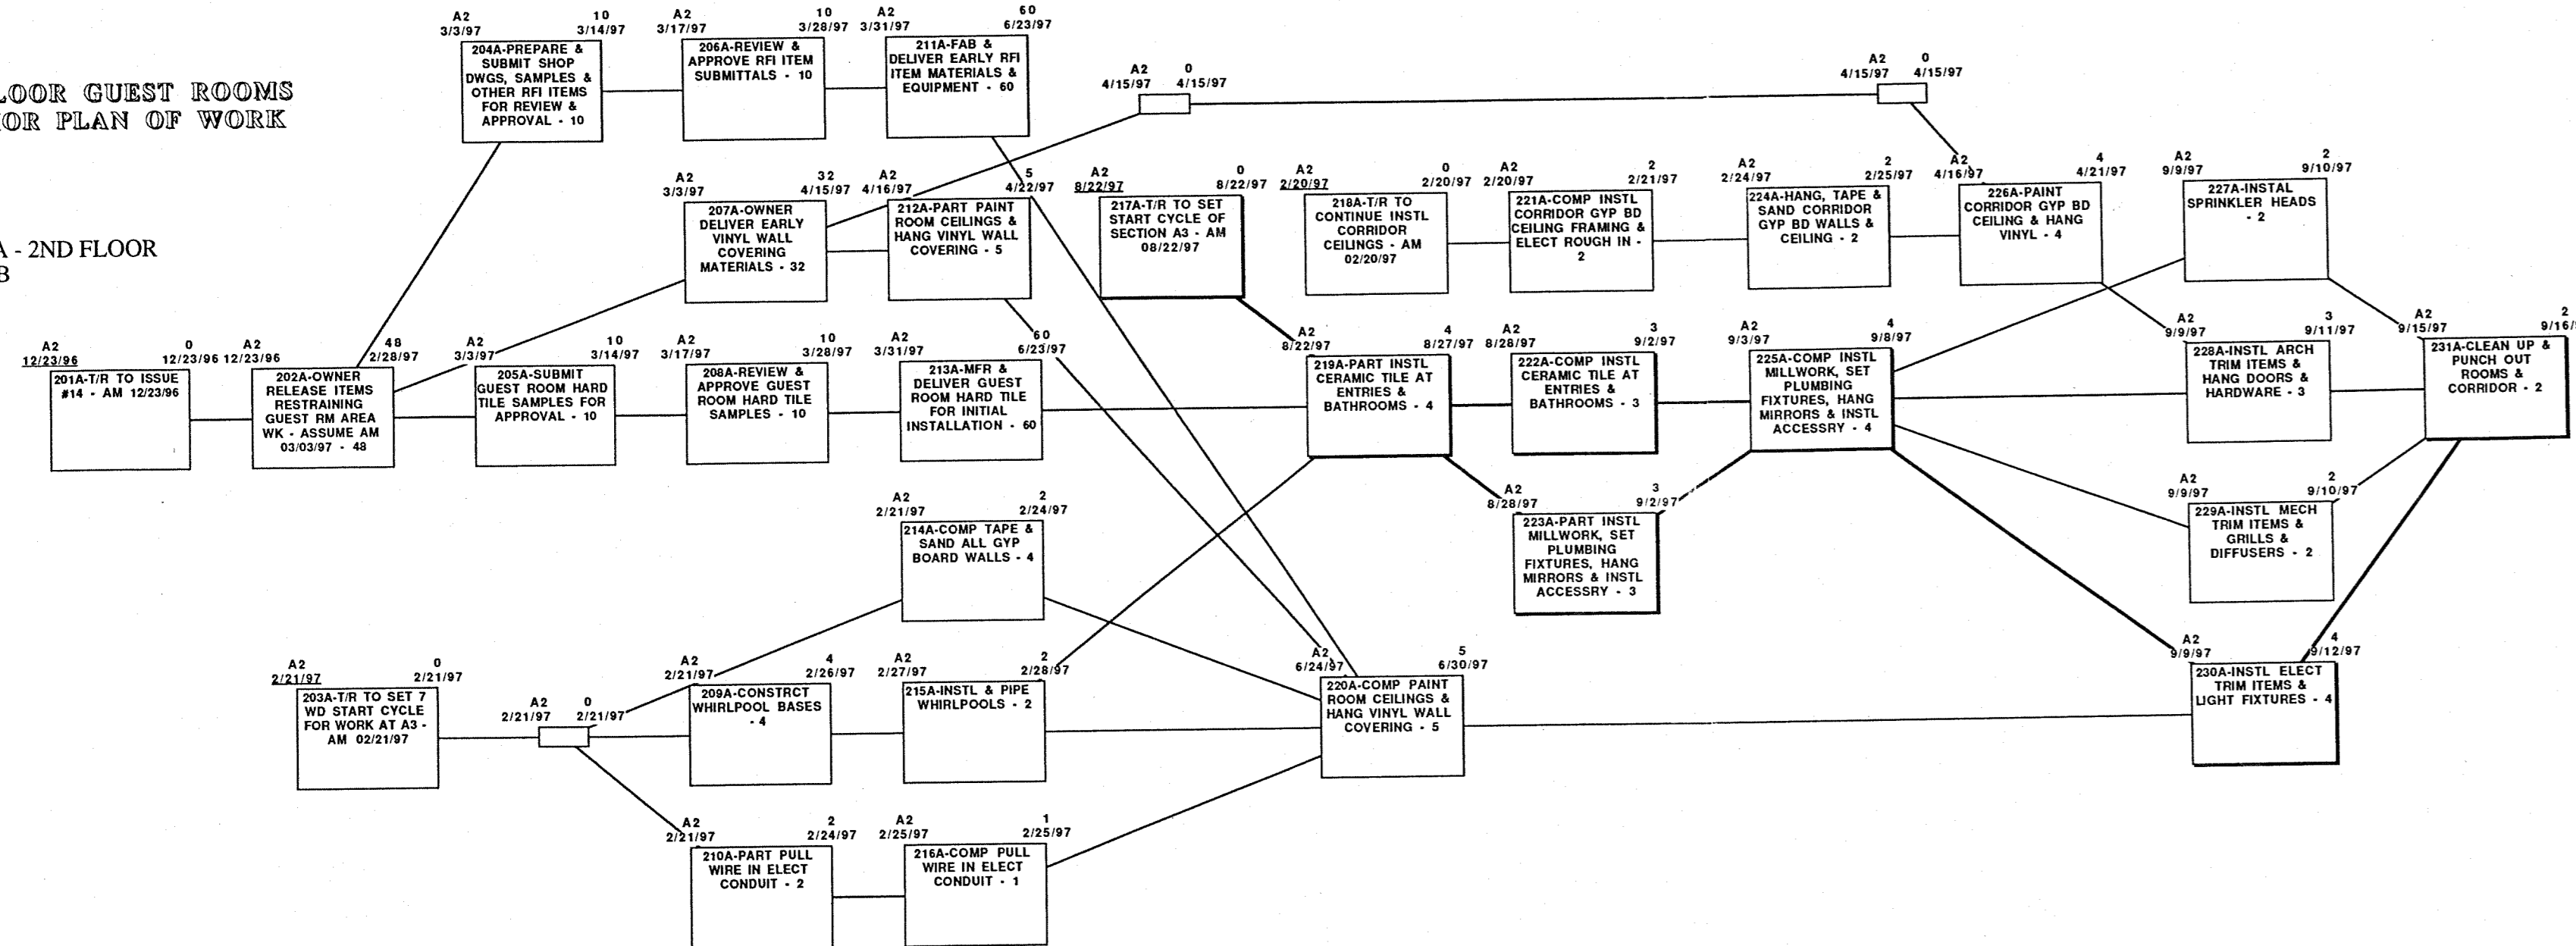 LOOR GUEST ROOMS
IOR PLAN OF WORK
A - 2ND FLOOR
B
A2 10
3/3/97 3/14/97
204A-PREPARE &
SUBMIT SHOP
DWGS, SAMPLES &
OTHER RFI ITEMS
FOR REVIEW &
APPROVAL - 10
A2 10
3/17/97 3/28/97
206A-REVIEW &
APPROVE RFI ITEM
SUBMITTALS - 10
A2 60
3/31/97 6/23/97
211A-FAB &
DELIVER EARLY RFI
ITEM MATERIALS &
EQUIPMENT - 60
A2 0
4/15/97 4/15/97
A2 0
4/15/97 4/15/97
A2 32
3/3/97 4/15/97
207A-OWNER
DELIVER EARLY
VINYL WALL
COVERING
MATERIALS - 32
A2 5
4/16/97 4/22/97
212A-PART PAINT
ROOM CEILINGS &
HANG VINYL WALL
COVERING - 5
A2 0
8/22/97 8/22/97
217A-T/R TO SET
START CYCLE OF
SECTION A3 - AM
08/22/97
A2 0
2/20/97 2/20/97
218A-T/R TO
CONTINUE INSTL
CORRIDOR
CEILINGS - AM
02/20/97
A2 2
2/20/97 2/21/97
221A-COMP INSTL
CORRIDOR GYP BD
CEILING FRAMING &
ELECT ROUGH IN -
2
A2 2
2/24/97 2/25/97
224A-HANG, TAPE &
SAND CORRIDOR
GYP BD WALLS &
CEILING - 2
A2 4
4/16/97 4/21/97
226A-PAINT
CORRIDOR GYP BD
CEILING & HANG
VINYL - 4
A2 2
9/9/97 9/10/97
227A-INSTAL
SPRINKLER HEADS
- 2
A2 0
12/23/96 12/23/96
201A-T/R TO ISSUE
#14 - AM 12/23/96
A2 48
12/23/96 2/28/97
202A-OWNER
RELEASE ITEMS
RESTRAINING
GUEST RM AREA
WK - ASSUME AM
03/03/97 - 48
A2 10
3/3/97 3/14/97
205A-SUBMIT
GUEST ROOM HARD
TILE SAMPLES FOR
APPROVAL - 10
A2 10
3/17/97 3/28/97
208A-REVIEW &
APPROVE GUEST
ROOM HARD TILE
SAMPLES - 10
A2 60
3/31/97 6/23/97
213A-MFR &
DELIVER GUEST
ROOM HARD TILE
FOR INITIAL
INSTALLATION - 60
A2 4
8/22/97 8/27/97
219A-PART INSTL
CERAMIC TILE AT
ENTRIES &
BATHROOMS - 4
A2 3
8/28/97 9/2/97
222A-COMP INSTL
CERAMIC TILE AT
ENTRIES &
BATHROOMS - 3
A2 4
9/3/97 9/8/97
225A-COMP INSTL
MILLWORK, SET
PLUMBING
FIXTURES, HANG
MIRRORS & INSTL
ACCESSRY - 4
A2 3
9/9/97 9/11/97
228A-INSTL ARCH
TRIM ITEMS &
HANG DOORS &
HARDWARE - 3
A2 2
9/15/97 9/16/
231A-CLEAN UP &
PUNCH OUT
ROOMS &
CORRIDOR - 2
A2 2
2/21/97 2/24/97
214A-COMP TAPE &
SAND ALL GYP
BOARD WALLS - 4
A2 3
8/28/97 9/2/97
223A-PART INSTL
MILLWORK, SET
PLUMBING
FIXTURES, HANG
MIRRORS & INSTL
ACCESSRY - 3
A2 2
9/9/97 9/10/97
229A-INSTL MECH
TRIM ITEMS &
GRILLS &
DIFFUSERS - 2
A2 0
2/21/97 2/21/97
203A-T/R TO SET 7
WD START CYCLE
FOR WORK AT A3 -
AM 02/21/97
A2 0
2/21/97 2/21/97
A2 4
2/21/97 2/26/97
209A-CONSTRCT
WHIRLPOOL BASES
- 4
A2 2
2/27/97 2/28/97
215A-INSTL & PIPE
WHIRLPOOLS - 2
A2 5
6/24/97 6/30/97
220A-COMP PAINT
ROOM CEILINGS &
HANG VINYL WALL
COVERING - 5
A2 4
9/9/97 9/12/97
230A-INSTL ELECT
TRIM ITEMS &
LIGHT FIXTURES - 4
A2 2
2/21/97 2/24/97
210A-PART PULL
WIRE IN ELECT
CONDUIT - 2
A2 1
2/25/97 2/25/97
216A-COMP PULL
WIRE IN ELECT
CONDUIT - 1